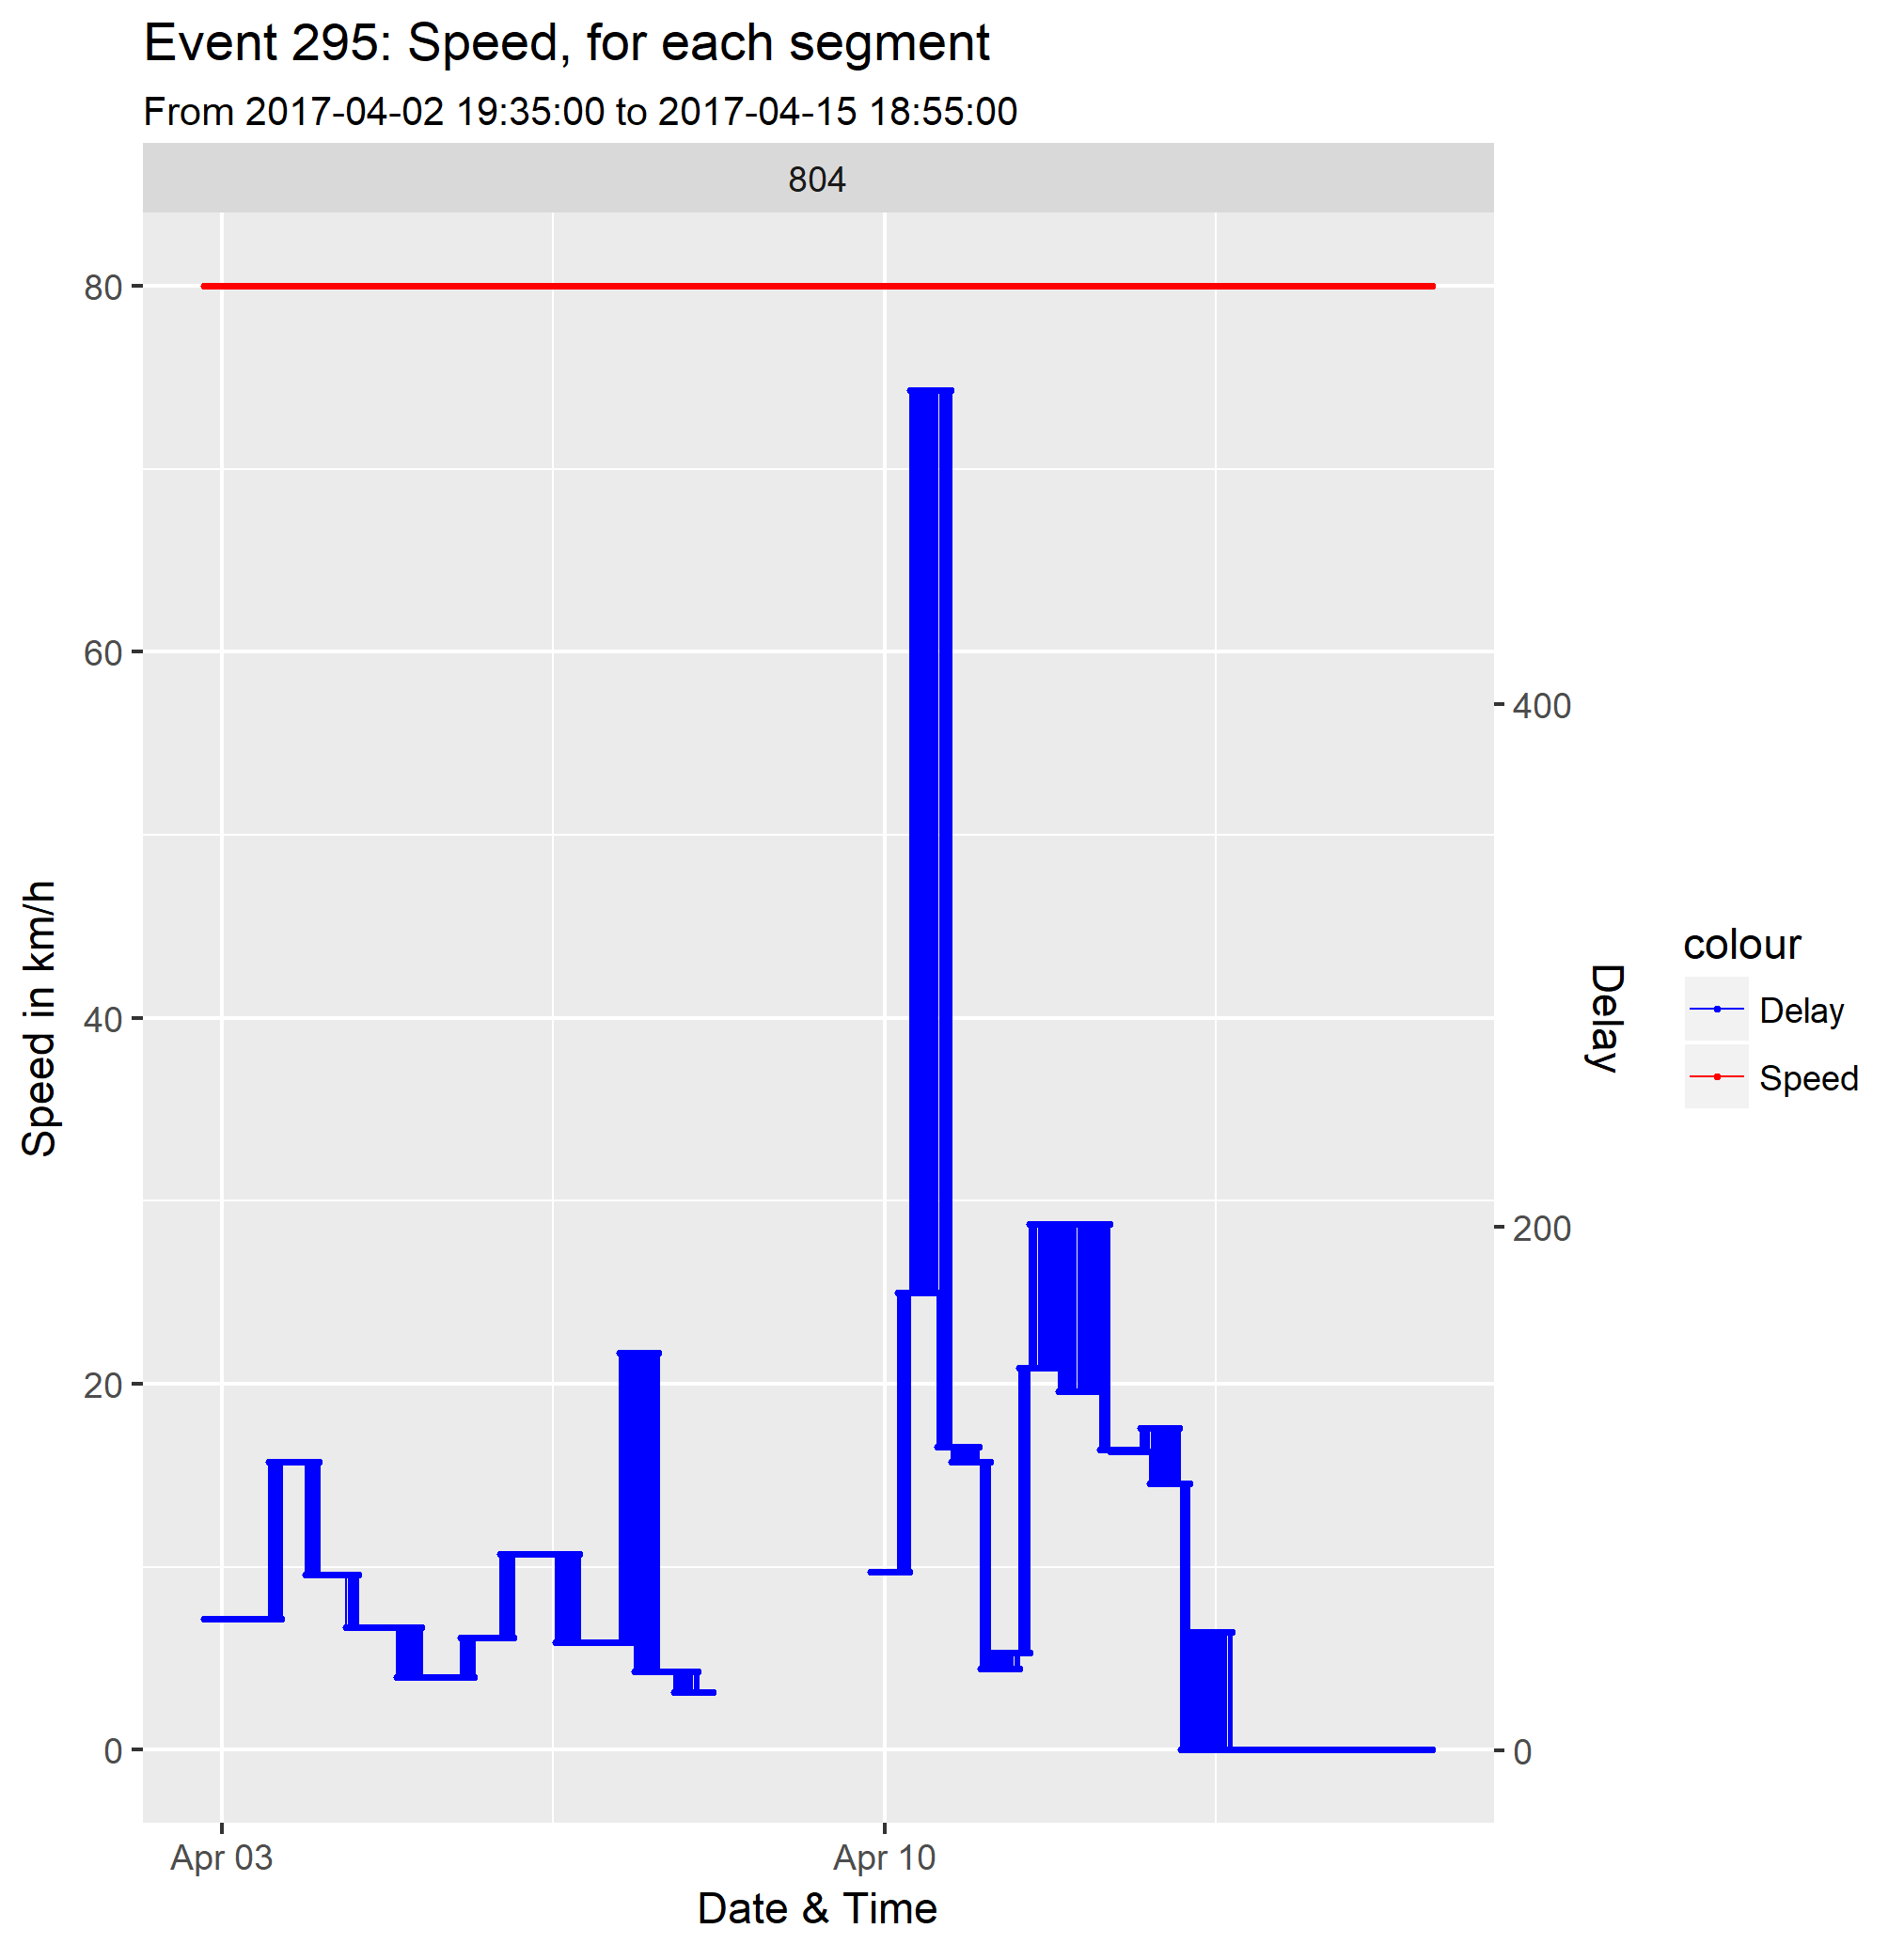 Event 295: Speed, for each segment
From 2017-04-02 19:35:00 to 2017-04-15 18:55:00
804
80
60
40
20
0
Speed in km/h
400
200
0
Delay
Apr 03
Apr 10
Date & Time
colour
Delay
Speed